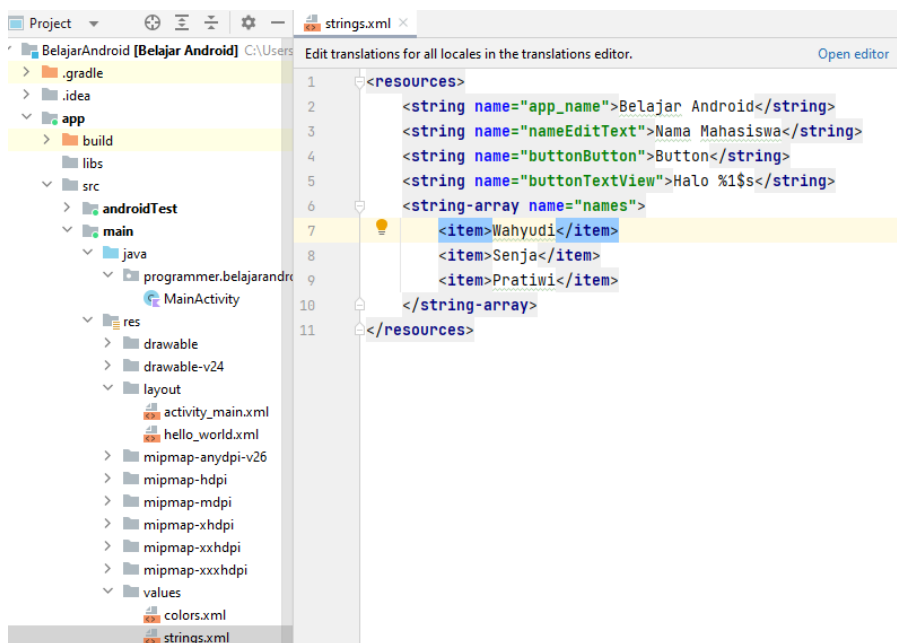 Project
BelajarAndroid [Belajar Android] C:\Users
.gradle
.idea
app
build
libs
src
androidTest
main
java
programmer.belajarandro
MainActivity
res
drawable
drawable-v24
layout
activity_main.xml
hello_world.xml
mipmap-anydpi-v26
mipmap-hdpi
mipmap-mdpi
mipmap-xhdpi
mipmap-xxhdpi
mipmap-xxxhdpi
values
colors.xml
strings.xml
strings.xml
Edit translations for all locales in the translations editor. Open editor
1 <resources>
2 <string name="app_name">Belajar Android</string>
3 <string name="nameEditText">Nama Mahasiswa</string>
4 <string name="buttonButton">Button</string>
5 <string name="buttonTextView">Halo %1$s</string>
6 <string-array name="names">
7 <item>Wahyudi</item>
8 <item>Senja</item>
9 <item>Pratiwi</item>
10 </string-array>
11 </resources>